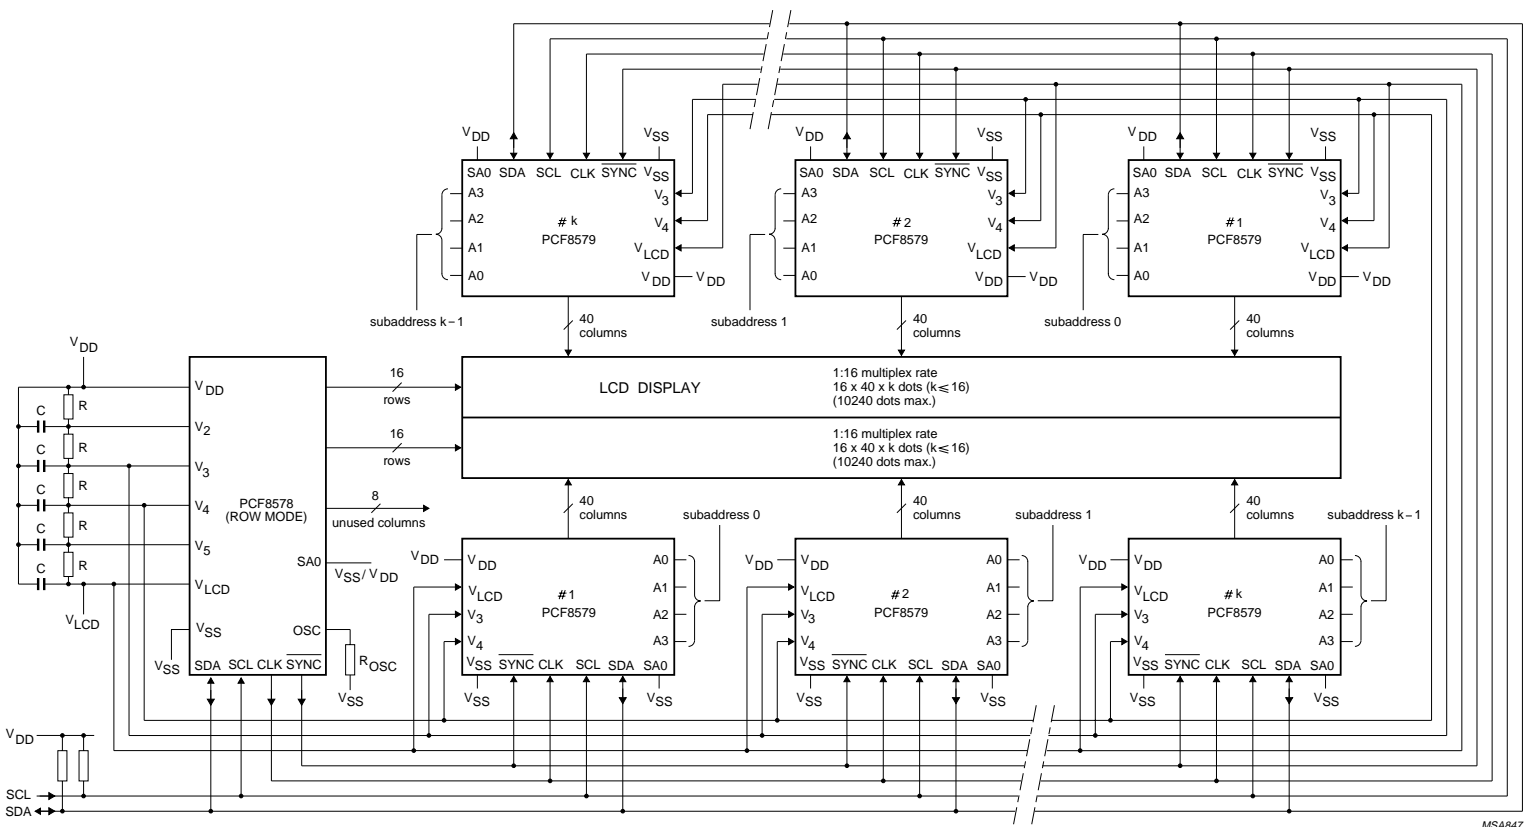 VDD VSS VDD VSS VDD VSS
SA0 SDA SCL CLK SYNC VSS
SA0 SDA SCL CLK SYNC VSS
SA0 SDA SCL CLK SYNC VSS
A3 V3 A3 V3 A3 V3
A2 # k V4 A2 # 2 V4 A2 # 1 V4
PCF8579 PCF8579 PCF8579
A1 VLCD A1 VLCD A1 VLCD
A0 VDD VDD A0 VDD VDD A0 VDD VDD
subaddress k−1
40
columns
subaddress 1
40
columns
subaddress 0
40
columns
VDD
VDD
C R
V2
C R
V3
C R
V4
C R
V5
C R
VLCD
VLCD
PCF8578
(ROW MODE)
SA0
VSS/ VDD
VSS
VSS
OSC
ROSC
VSS
SDA SCL CLK SYNC
16
rows
16
rows
8
unused columns
LCD DISPLAY
1:16 multiplex rate
16 x 40 x k dots (k ≤ 16)
(10240 dots max.)
1:16 multiplex rate
16 x 40 x k dots (k ≤ 16)
(10240 dots max.)
40
columns
subaddress 0
40
columns
subaddress 1
40
columns
subaddress k−1
VDD VDD A0 VDD VDD A0 VDD VDD A0
VLCD # 1 A1 VLCD # 2 A1 VLCD # k A1
PCF8579 PCF8579 PCF8579
V3 A2 V3 A2 V3 A2
V4 A3 V4 A3 V4 A3
VSS SYNC CLK SCL SDA SA0
VSS SYNC CLK SCL SDA SA0
VSS SYNC CLK SCL SDA SA0
VSS VSS VSS VSS VSS VSS
VDD
SCL
SDA
MSA847